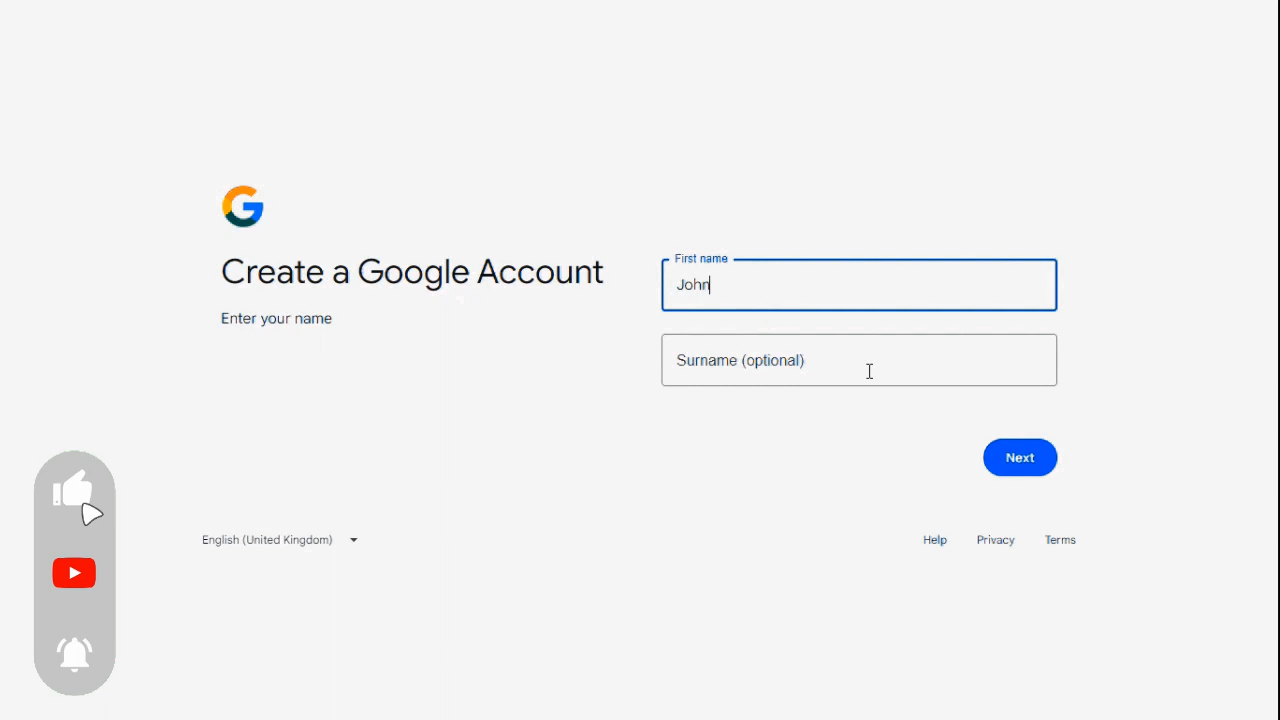 Create a Google Account
Enter your name
First name
John
Surname (optional)
Next
English (United Kingdom)
Help
Privacy
Terms